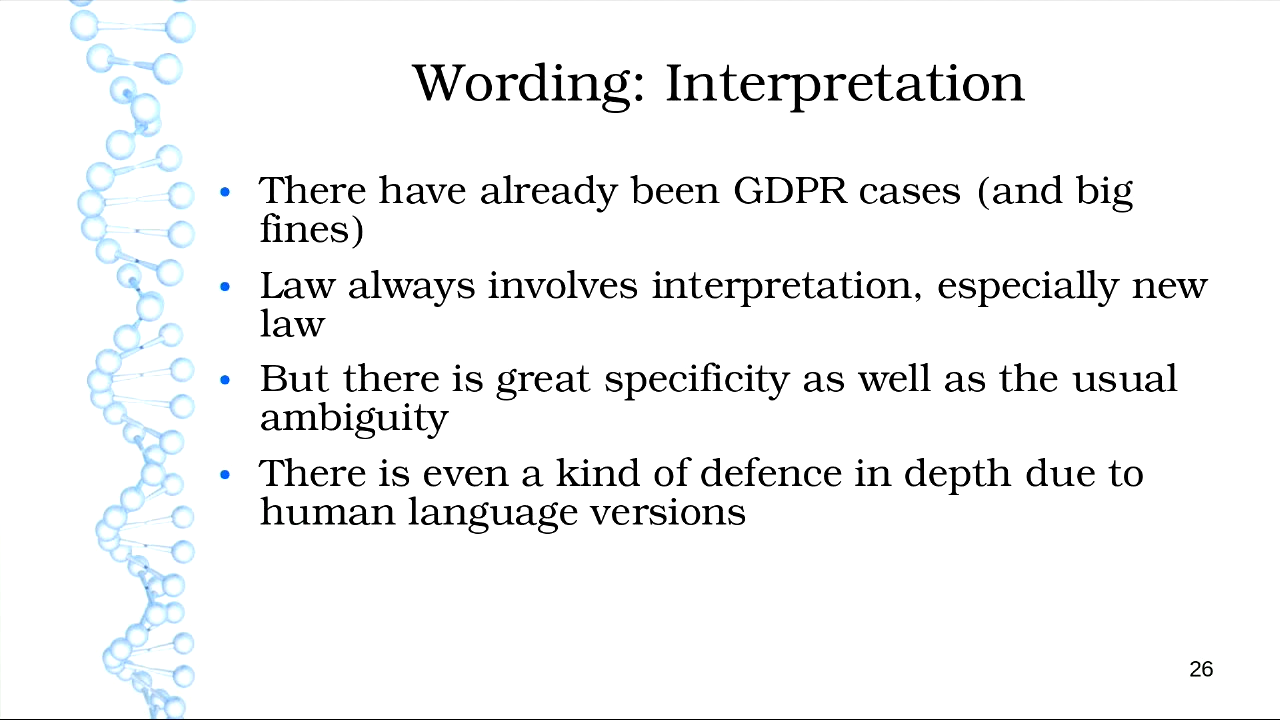 Wording: Interpretation
• There have already been GDPR cases (and big
fines)
• Law always involves interpretation, especially new
law
• But there is great specificity as well as the usual
ambiguity
• There is even a kind of defence in depth due to
human language versions
26